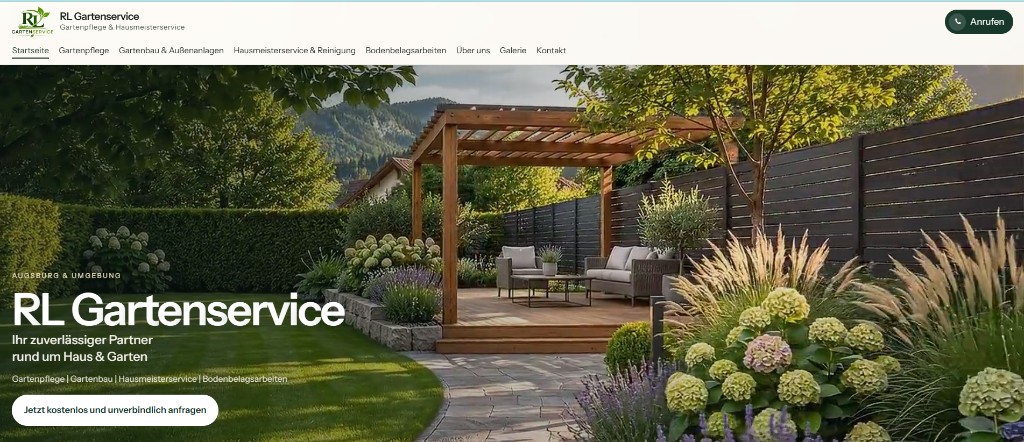 RL
GARTENSERVICE
RL Gartenservice
Gartenpflege & Hausmeisterservice
Anrufen
Startseite Gartenpflege Gartenbau & Außenanlagen Hausmeisterservice & Reinigung Bodenbelagsarbeiten Über uns Galerie Kontakt
AUGSBURG & UMGEBUNG
RL Gartenservice
Ihr zuverlässiger Partner
rund um Haus & Garten
Gartenpflege | Gartenbau | Hausmeisterservice | Bodenbelagsarbeiten
Jetzt kostenlos und unverbindlich anfragen